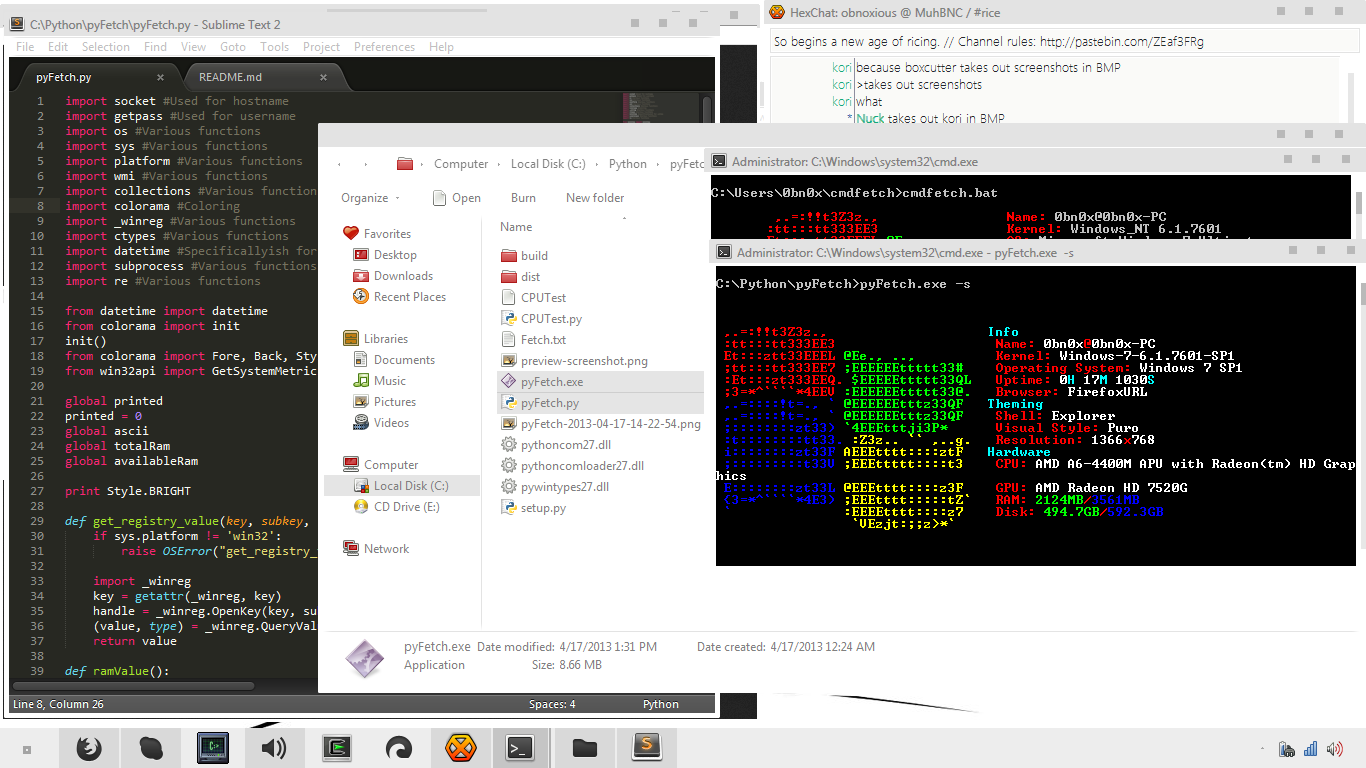 C:\Python\pyFetch\pyFetch.py - Sublime Text 2
File Edit Selection Find View Goto Tools Project Preferences Help
pyFetch.py × README.md ×
1 import socket #Used for hostname
2 import getpass #Used for username
3 import os #Various functions
4 import sys #Various functions
5 import platform #Various functions
6 import wmi #Various functions
7 import collections #Various function
8 import colorama #Coloring
9 import _winreg #Various functions
10 import ctypes #Various functions
11 import datetime #Specificallyish for
12 import subprocess #Various functions
13 import re #Various functions
14
15 from datetime import datetime
16 from colorama import init
17 init()
18 from colorama import Fore, Back, Sty
19 from win32api import GetSystemMetric
20
21 global printed
22 printed = 0
23 global ascii
24 global totalRam
25 global availableRam
26
27 print Style.BRIGHT
28
29 def get_registry_value(key, subkey,
30 if sys.platform != 'win32':
31 raise OSError("get_registry_
32
33 import _winreg
34 key = getattr(_winreg, key)
35 handle = _winreg.OpenKey(key, su
36 (value, type) = _winreg.QueryVal
37 return value
38
39 def ramValue():
Line 8, Column 26 Spaces: 4 Python
HexChat: obnoxious @ MuhBNC / #rice
So begins a new age of ricing. // Channel rules: http://pastebin.com/ZEaf3FRg
kori because boxcutter takes out screenshots in BMP
kori >takes out screenshots
kori what
* Nuck takes out kori in BMP
Computer Local Disk (C:) Python pyFetc
Organize Open Burn New folder
Favorites
Desktop
Downloads
Recent Places
Libraries
Documents
Music
Pictures
Videos
Computer
Local Disk (C:)
CD Drive (E:)
Network
Name
build
dist
CPUTest
CPUTest.py
Fetch.txt
preview-screenshot.png
pyFetch.exe
pyFetch.py
pyFetch-2013-04-17-14-22-54.png
pythoncom27.dll
pythoncomloader27.dll
pywintypes27.dll
setup.py
pyFetch.exe Date modified: 4/17/2013 1:31 PM Date created: 4/17/2013 12:24 AM
Application Size: 8.66 MB
Administrator: C:\Windows\system32\cmd.exe
C:\Users\0bn0x\cmdfetch>cmdfetch.bat
Name: 0bn0x@0bn0x-PC
Kernel: Windows_NT 6.1.7601
Administrator: C:\Windows\system32\cmd.exe - pyFetch.exe -s
C:\Python\pyFetch>pyFetch.exe -s
Info
Name: 0bn0x@0bn0x-PC
Kernel: Windows-7-6.1.7601-SP1
Operating System: Windows 7 SP1
Uptime: 0H 17M 1030S
Browser: FirefoxURL
Theming
Shell: Explorer
Visual Style: Puro
Resolution: 1366x768
Hardware
CPU: AMD A6-4400M APU with Radeon(tm) HD Grap
hics
GPU: AMD Radeon HD 7520G
RAM: 2124MB/3561MB
Disk: 494.7GB/592.3GB